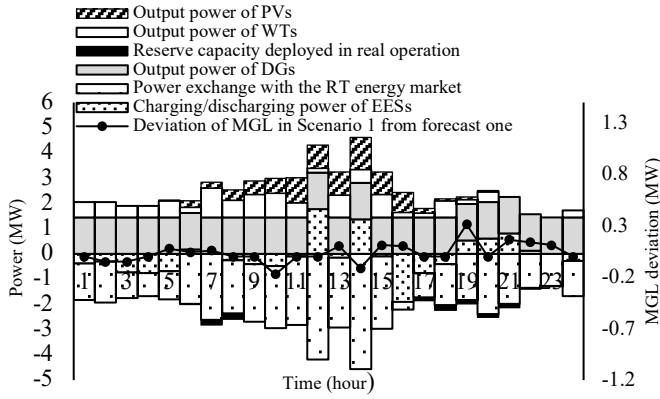 Output power of PVs
Output power of WTs
Reserve capacity deployed in real operation
Output power of DGs
Power exchange with the RT energy market
Charging/discharging power of EESs
Deviation of MGL in Scenario 1 from forecast one
6
5
4
3
2
1
0
-1
-2
-3
-4
-5
Power (MW)
1 3 5 7 9 11 13 15 17 19 21 23
Time (hour)
1.3
0.8
0.3
-0.2
-0.7
-1.2
MGL deviation (MW)